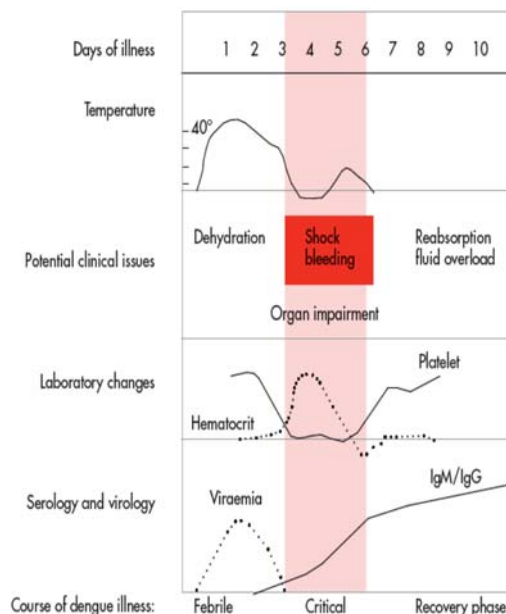 Days of illness 1 2 3 4 5 6 7 8 9 10
Temperature
40°
Dehydration Shock Reabsorption
bleeding fluid overload
Potential clinical issues
Organ impairment
Platelet
Laboratory changes
Hematocrit
IgM/IgG
Serology and virology Viraemia
Course of dengue illness: Febrile Critical Recovery phase